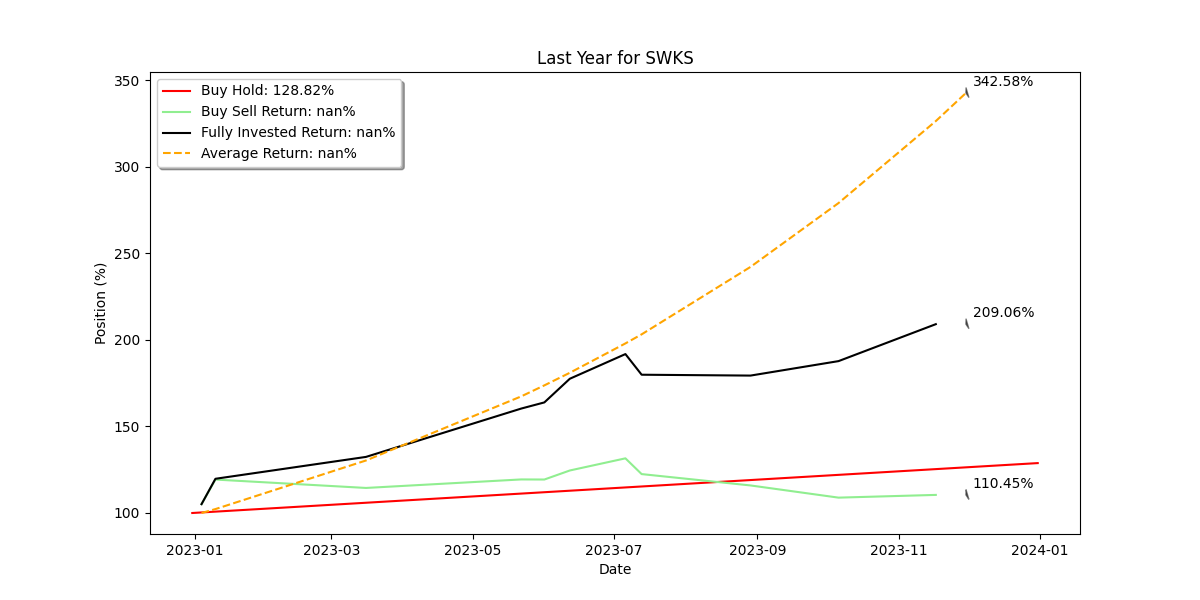 Last Year for SWKS
350
300
250
200
150
100
Position (%)
Buy Hold: 128.82%
Buy Sell Return: nan%
Fully Invested Return: nan%
Average Return: nan%
342.58%
209.06%
110.45%
2023-01
2023-03
2023-05
2023-07
2023-09
2023-11
2024-01
Date